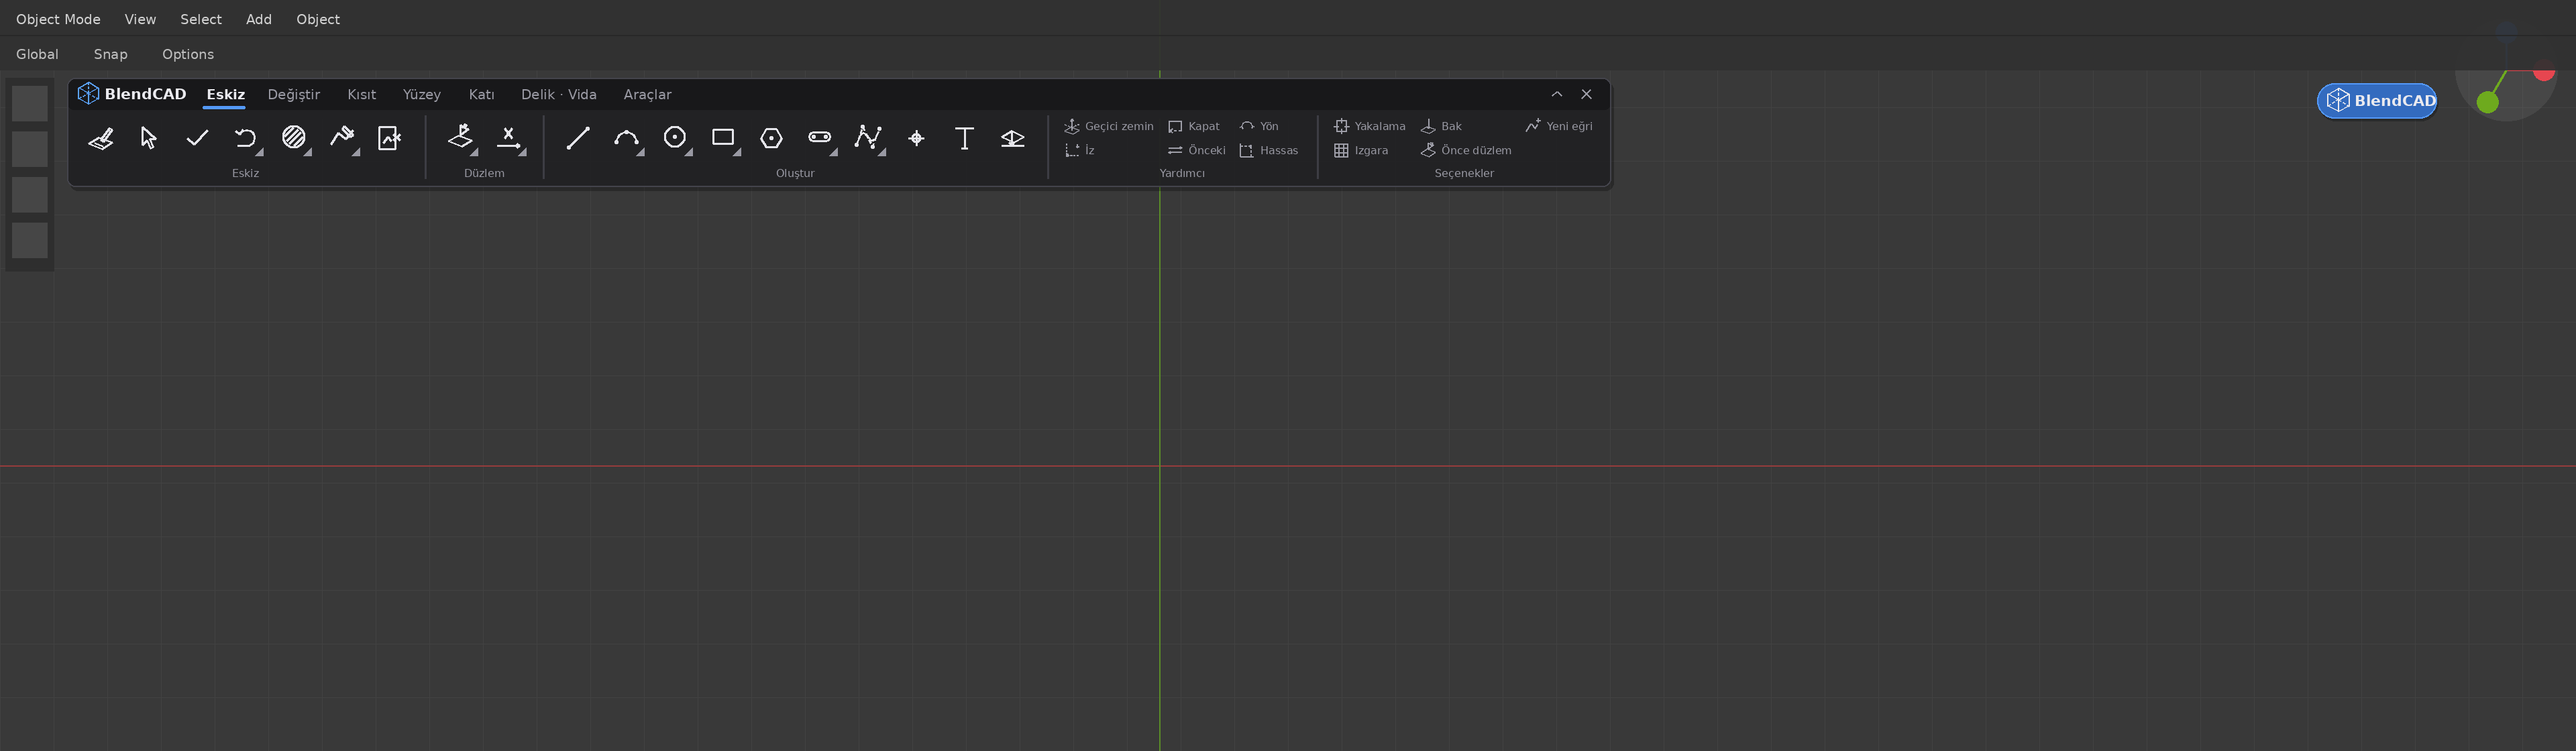 Object Mode View Select Add Object
Global Snap Options
BlendCAD Eskiz Değiştir Kısıt Yüzey Katı Delik · Vida Araçlar
BlendCAD
Geçici zemin Kapat Yön Yakalama Bak Yeni eğri
İz Önceki Hassas Izgara Önce düzlem
Eskiz Düzlem Oluştur Yardımcı Seçenekler